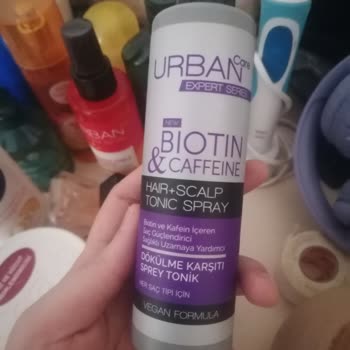 URBAN Care
EXPERT SERIES
NEW
BIOTIN
& CAFFEINE
HAIR+SCALP
TONIC SPRAY
Biotin ve Kafein İçeren
Saç Güçlendirici
Sağlıklı Uzamaya Yardımcı
DÖKÜLME KARŞITI
SPREY TONİK
HER SAÇ TİPİ İÇİN
VEGAN FORMULA
URBAN